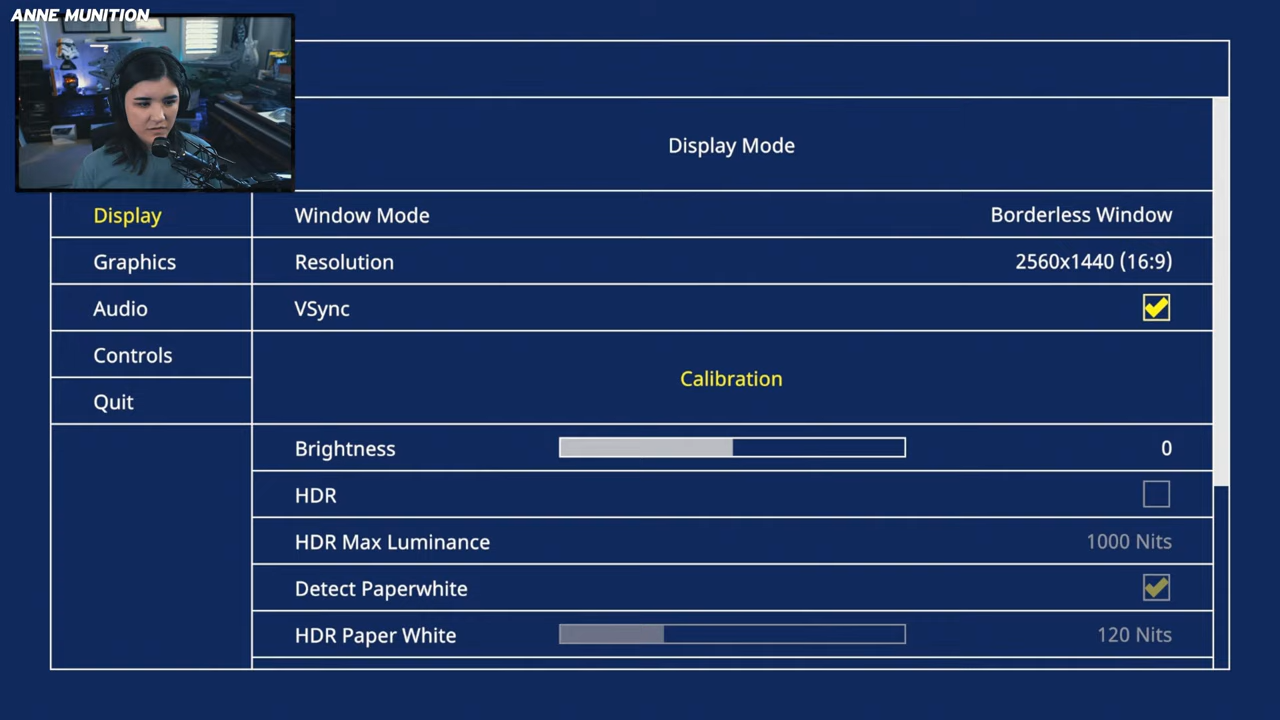 ANNE MUNITION
Display Mode
Display
Window Mode
Borderless Window
Graphics
Resolution
2560x1440 (16:9)
Audio
VSync
Controls
Calibration
Quit
Brightness
0
HDR
HDR Max Luminance
1000 Nits
Detect Paperwhite
HDR Paper White
120 Nits